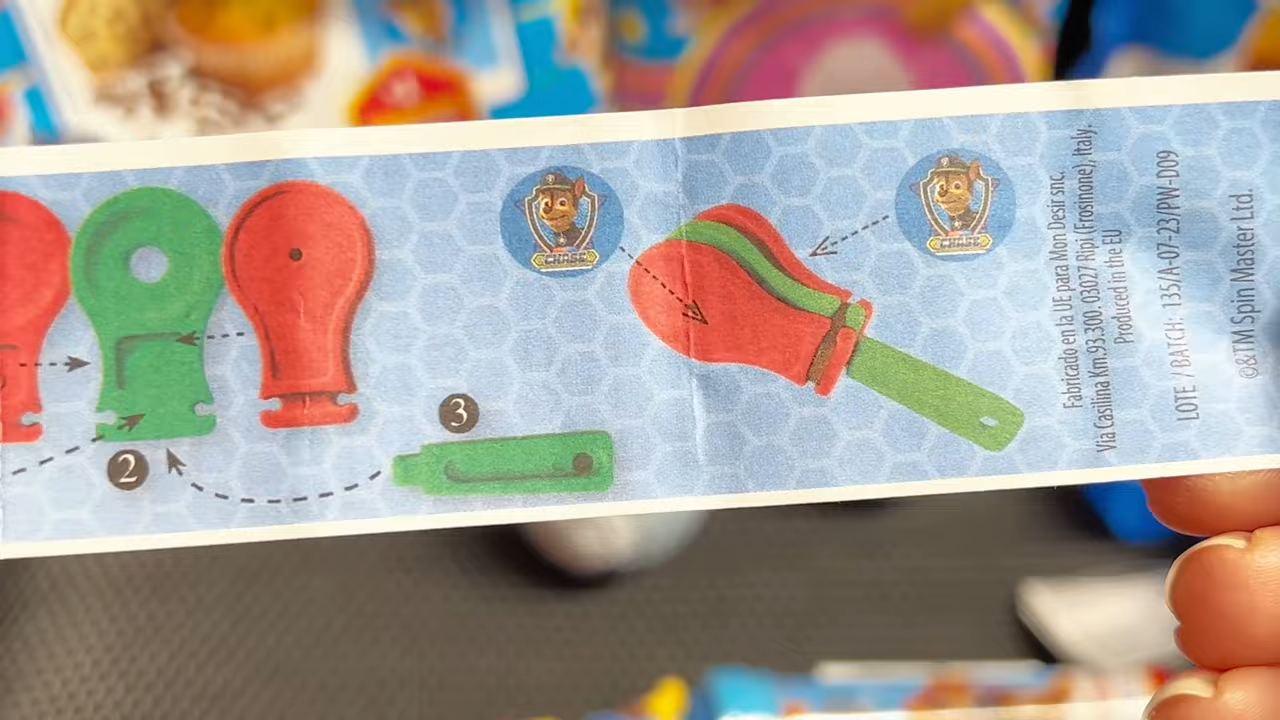 2
3
CHASE
CHASE
Fabricado en la UE para Mon Desir snc.
Via Casilina Km.93.300. 03027 Ripi (Frosinone), Italy,
Produced in the EU
LOTE / BATCH: 135/A-07-23/PW-D09
©&TM Spin Master Ltd.